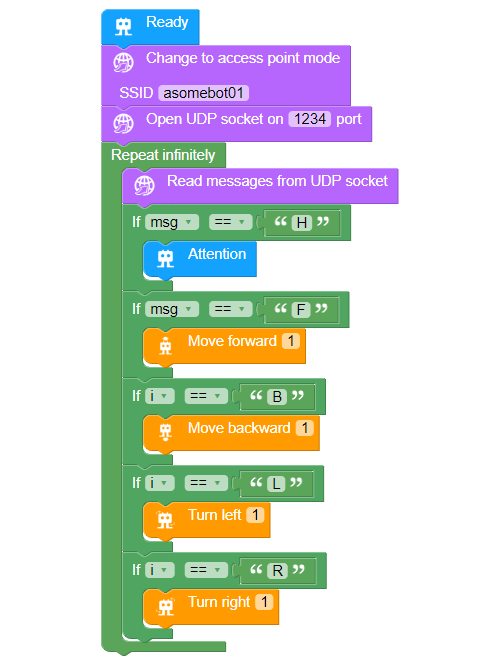 Ready
Change to access point mode
SSID asomebot01
Open UDP socket on 1234 port
Repeat infinitely
Read messages from UDP socket
If msg == “ H ”
Attention
If msg == “ F ”
Move forward 1
If i == “ B ”
Move backward 1
If i == “ L ”
Turn left 1
If i == “ R ”
Turn right 1